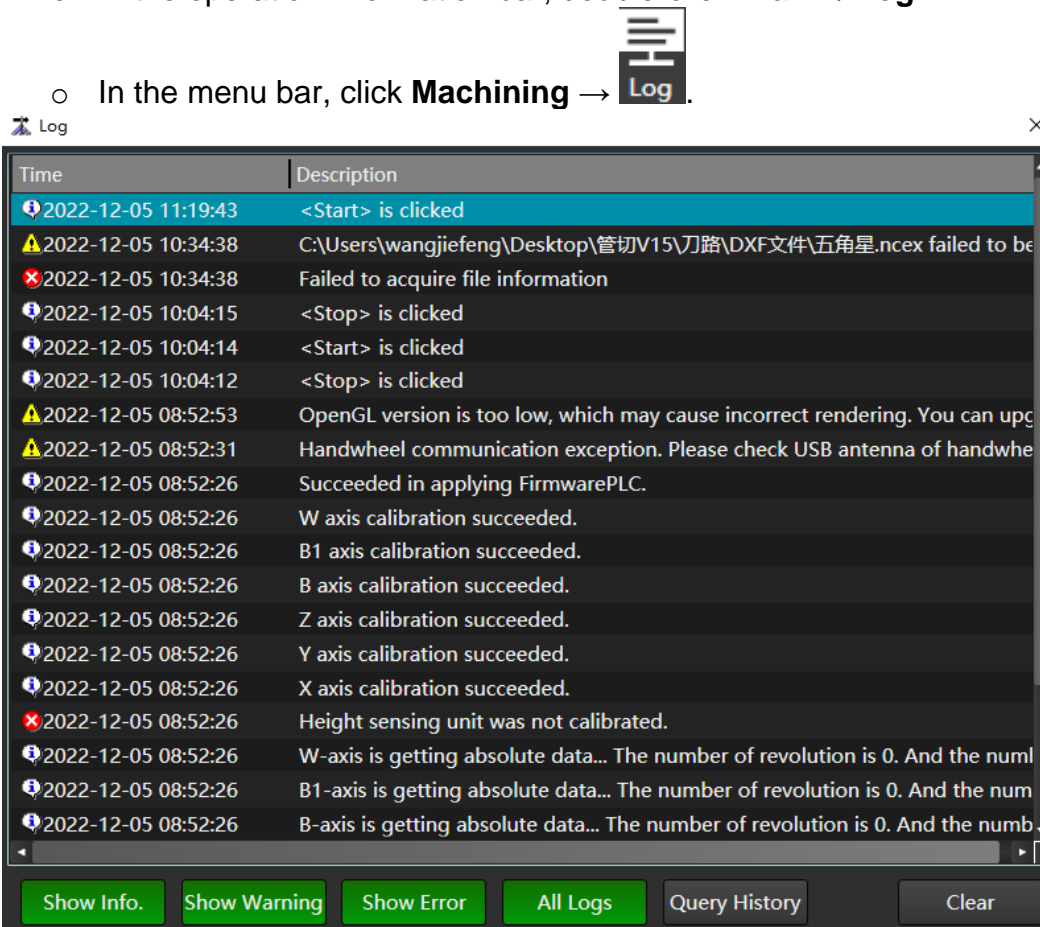 ○ In the menu bar, click Machining → Log.
Log
Time Description
2022-12-05 11:19:43 <Start> is clicked
2022-12-05 10:34:38 C:\Users\wangjiefeng\Desktop\管切V15\刀路\DXF文件\五角星.ncex failed to be
2022-12-05 10:34:38 Failed to acquire file information
2022-12-05 10:04:15 <Stop> is clicked
2022-12-05 10:04:14 <Start> is clicked
2022-12-05 10:04:12 <Stop> is clicked
2022-12-05 08:52:53 OpenGL version is too low, which may cause incorrect rendering. You can upg
2022-12-05 08:52:31 Handwheel communication exception. Please check USB antenna of handwhe
2022-12-05 08:52:26 Succeeded in applying FirmwarePLC.
2022-12-05 08:52:26 W axis calibration succeeded.
2022-12-05 08:52:26 B1 axis calibration succeeded.
2022-12-05 08:52:26 B axis calibration succeeded.
2022-12-05 08:52:26 Z axis calibration succeeded.
2022-12-05 08:52:26 Y axis calibration succeeded.
2022-12-05 08:52:26 X axis calibration succeeded.
2022-12-05 08:52:26 Height sensing unit was not calibrated.
2022-12-05 08:52:26 W-axis is getting absolute data... The number of revolution is 0. And the num
2022-12-05 08:52:26 B1-axis is getting absolute data... The number of revolution is 0. And the num
2022-12-05 08:52:26 B-axis is getting absolute data... The number of revolution is 0. And the numb
Show Info. Show Warning Show Error All Logs Query History Clear